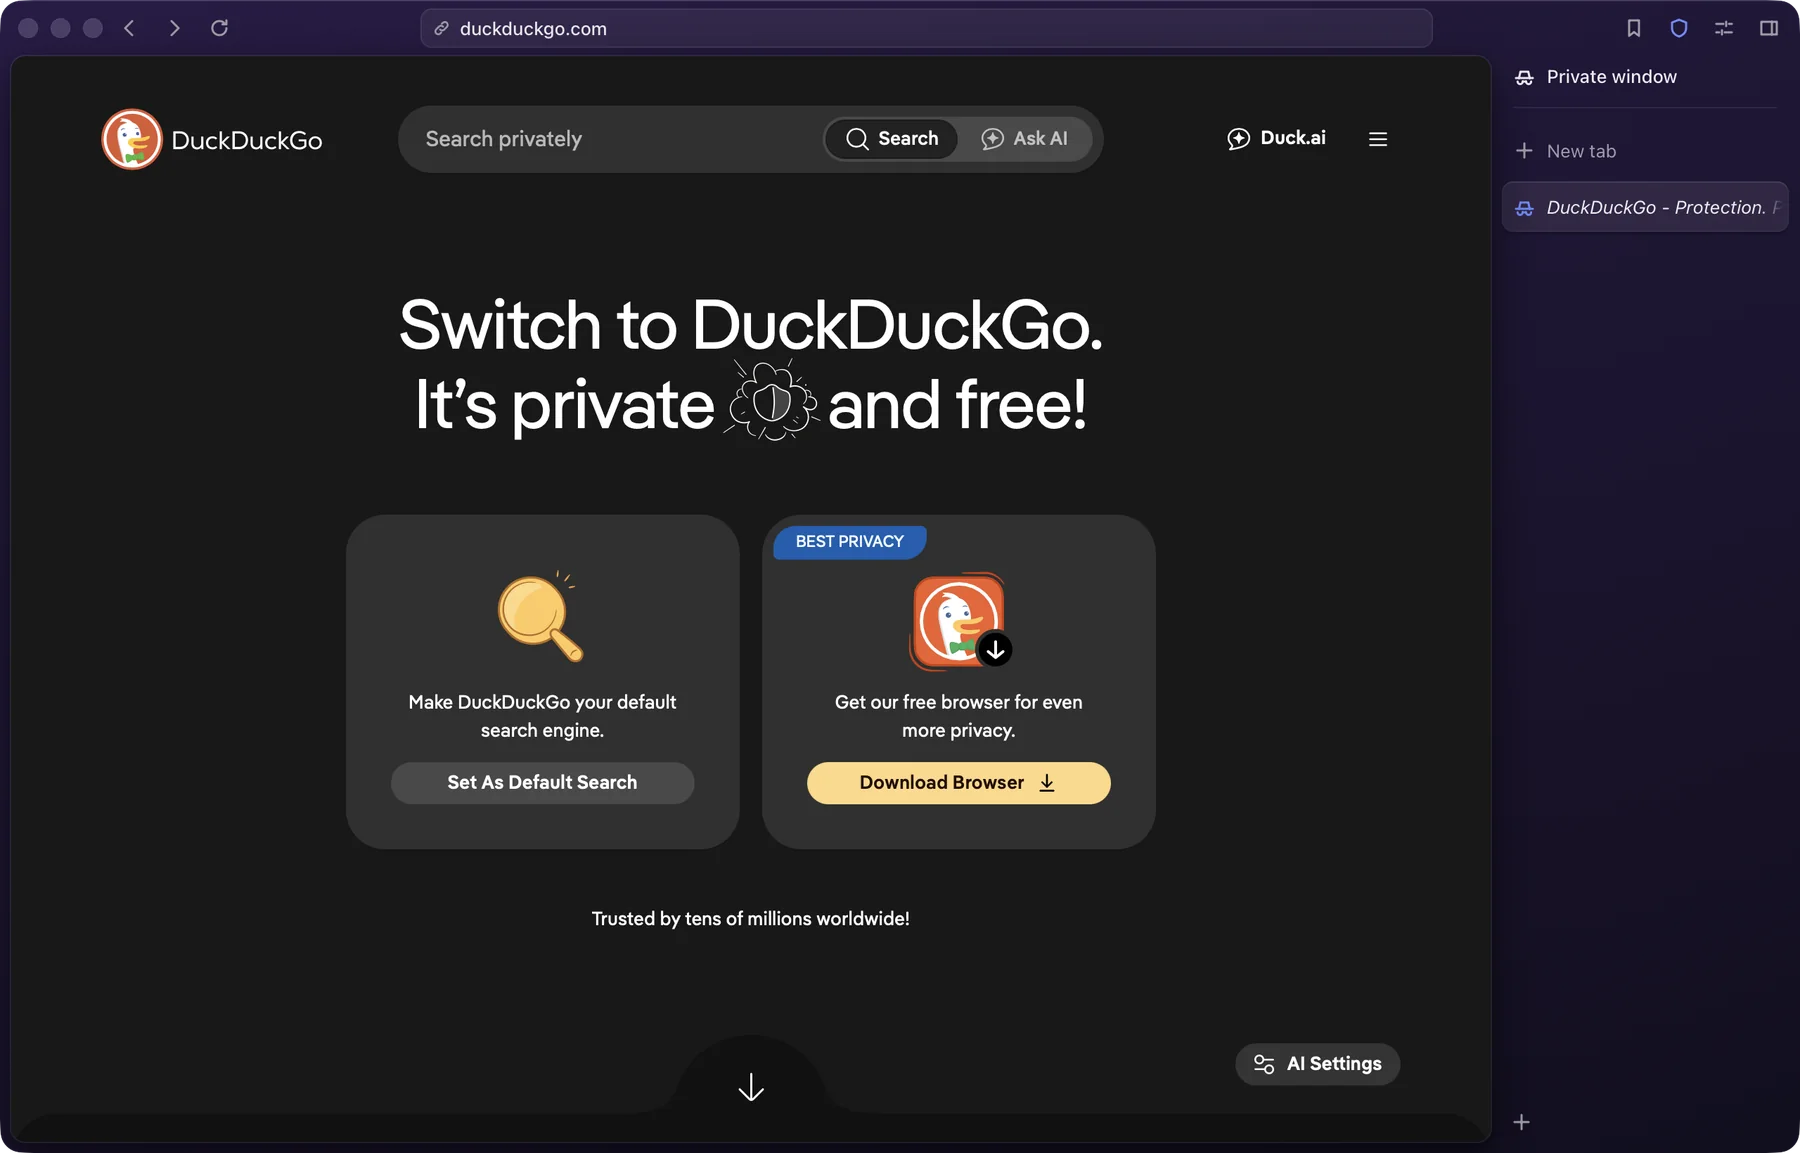 duckduckgo.com
Private window
New tab
DuckDuckGo - Protection.
DuckDuckGo
Search privately
Search
Ask AI
Duck.ai
Switch to DuckDuckGo.
It’s private and free!
Make DuckDuckGo your default
search engine.
Set As Default Search
BEST PRIVACY
Get our free browser for even
more privacy.
Download Browser
Trusted by tens of millions worldwide!
AI Settings